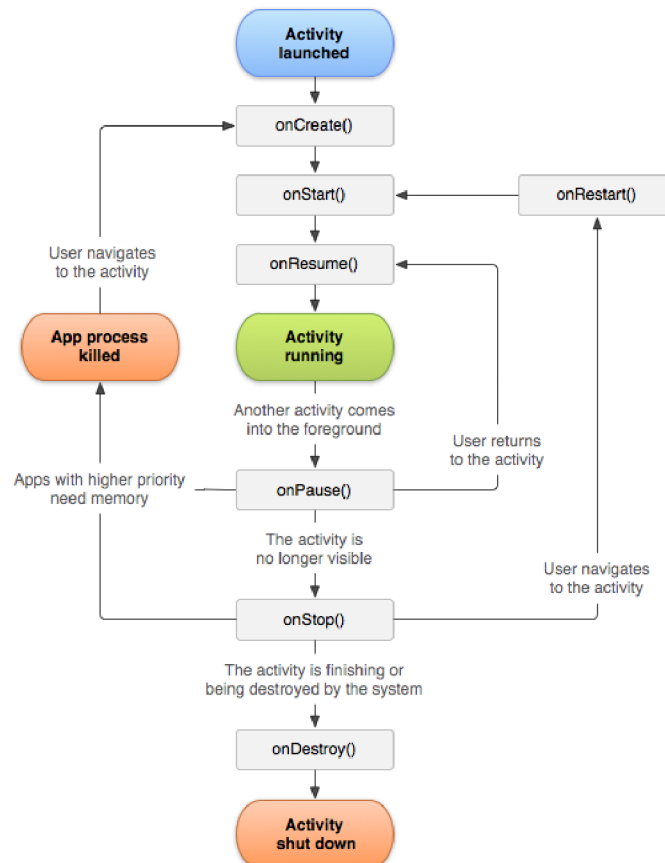 Activity
launched
onCreate()
onStart()
onRestart()
User navigates
to the activity
onResume()
App process
killed
Activity
running
Another activity comes
into the foreground
User returns
to the activity
Apps with higher priority
need memory
onPause()
The activity is
no longer visible
User navigates
to the activity
onStop()
The activity is finishing or
being destroyed by the system
onDestroy()
Activity
shut down